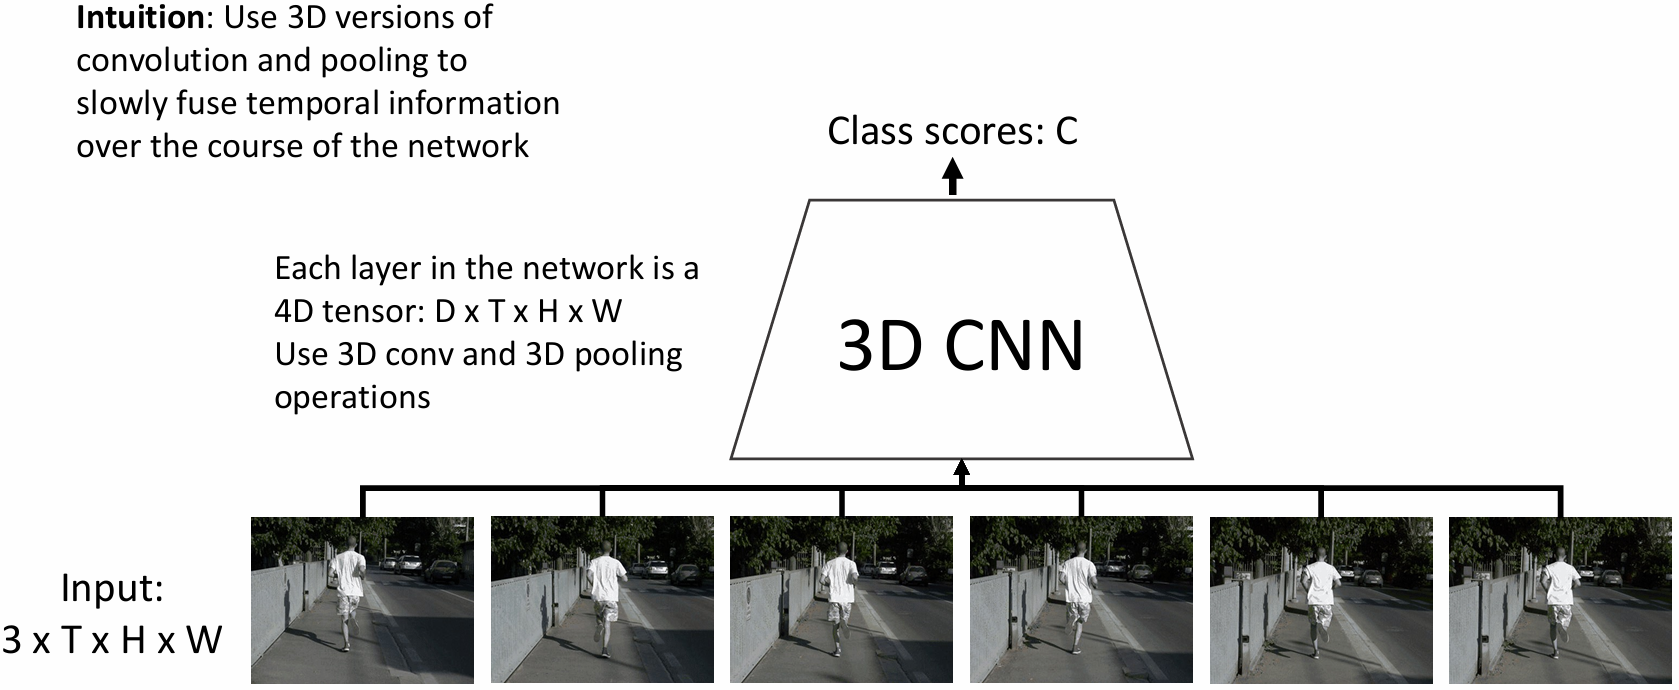 Intuition: Use 3D versions of
convolution and pooling to
slowly fuse temporal information
over the course of the network
Class scores: C
Each layer in the network is a
4D tensor: D x T x H x W
Use 3D conv and 3D pooling
operations
3D CNN
Input:
3 x T x H x W